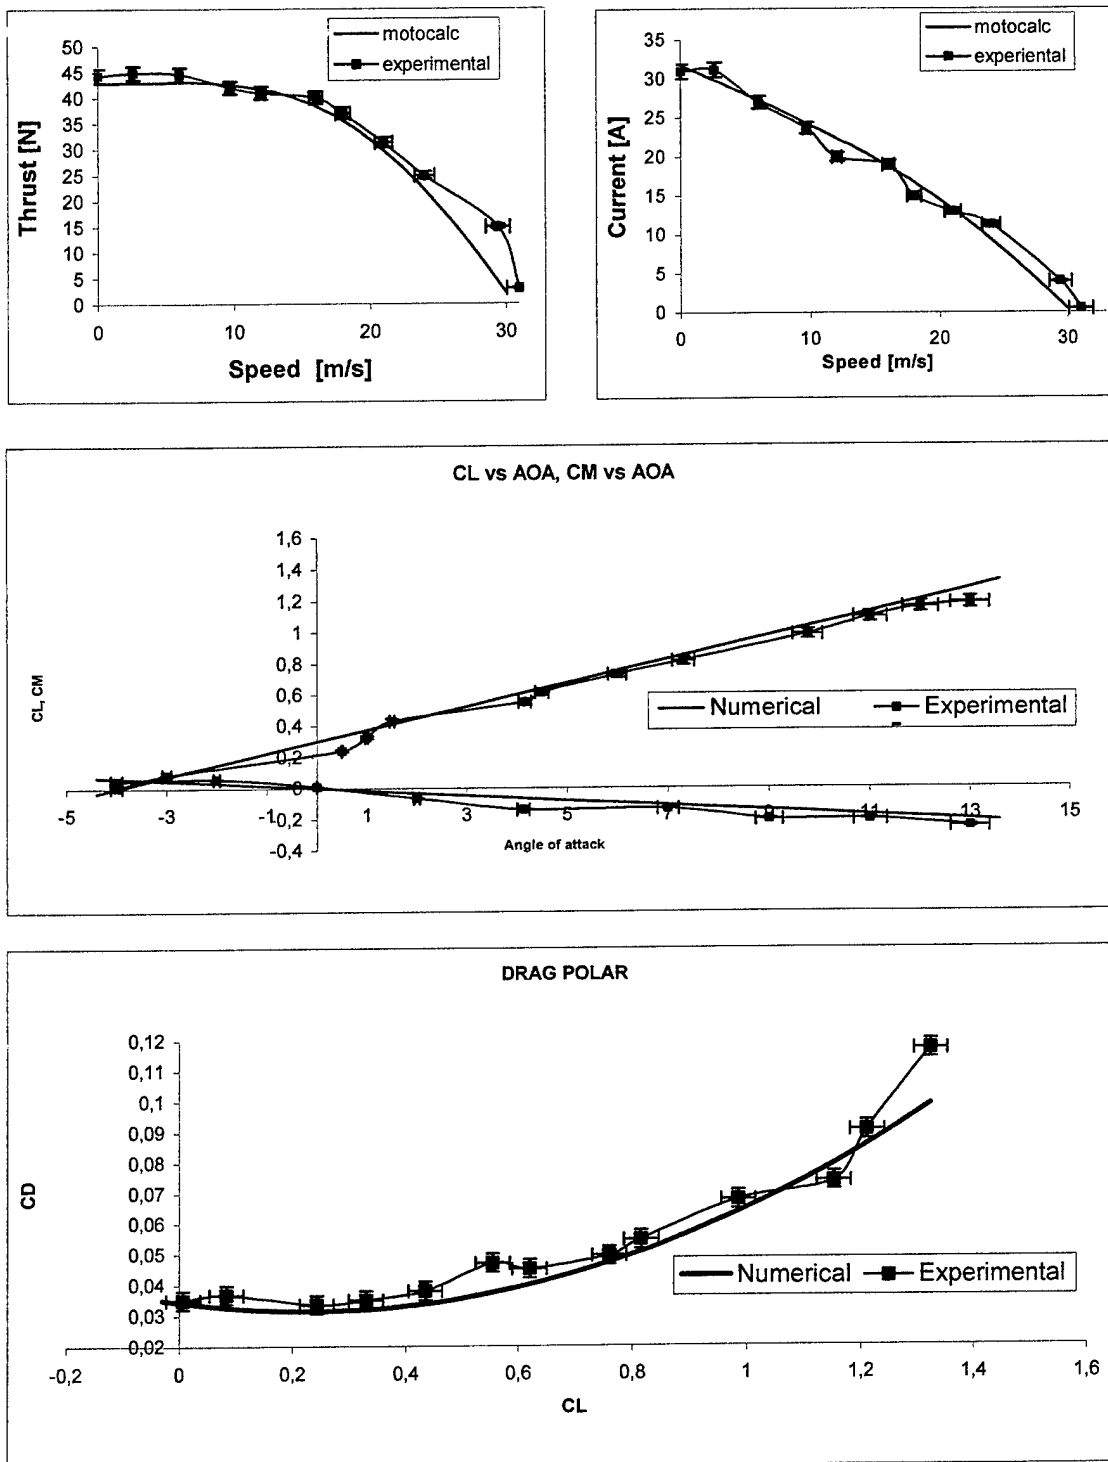 motocalc
experimental
Thrust [N]
50
45
40
35
30
25
20
15
10
5
0
0 10 20 30
Speed [m/s]
motocalc
experiental
Current [A]
35
30
25
20
15
10
5
0
0 10 20 30
Speed [m/s]
CL vs AOA, CM vs AOA
CL, CM
1,6
1,4
1,2
1
0,8
0,6
0,4
0,2
0
-0,2
-0,4
-5 -3 1 3 5 7 9 11 13 15
Angle of attack
Numerical Experimental
DRAG POLAR
CD
0,12
0,11
0,1
0,09
0,08
0,07
0,06
0,05
0,04
0,03
0,02
-0,2 0 0,2 0,4 0,6 0,8 1 1,2 1,4 1,6
CL
Numerical Experimental